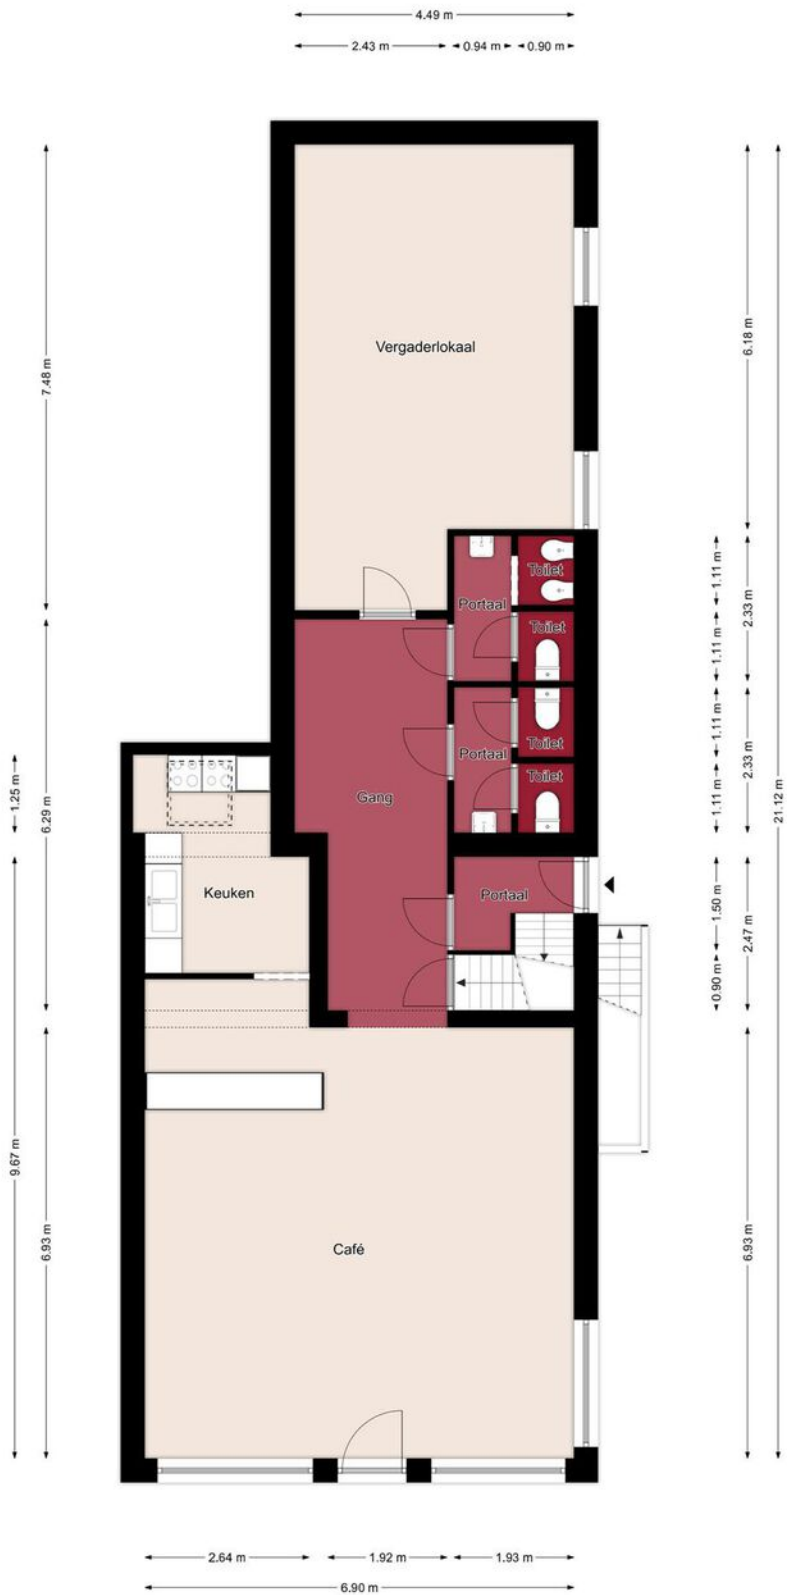 4.49 m
2.43 m
0.94 m
0.90 m
Vergaderlokaal
7.48 m
6.18 m
21.12 m
Toilet
Portaal
Toilet
1.11 m
1.11 m
2.33 m
Gang
Portaal
Toilet
Toilet
1.11 m
1.11 m
2.33 m
1.25 m
6.29 m
Keuken
Portaal
1.50 m
0.90 m
2.47 m
9.67 m
6.93 m
Café
6.93 m
2.64 m
1.92 m
1.93 m
6.90 m